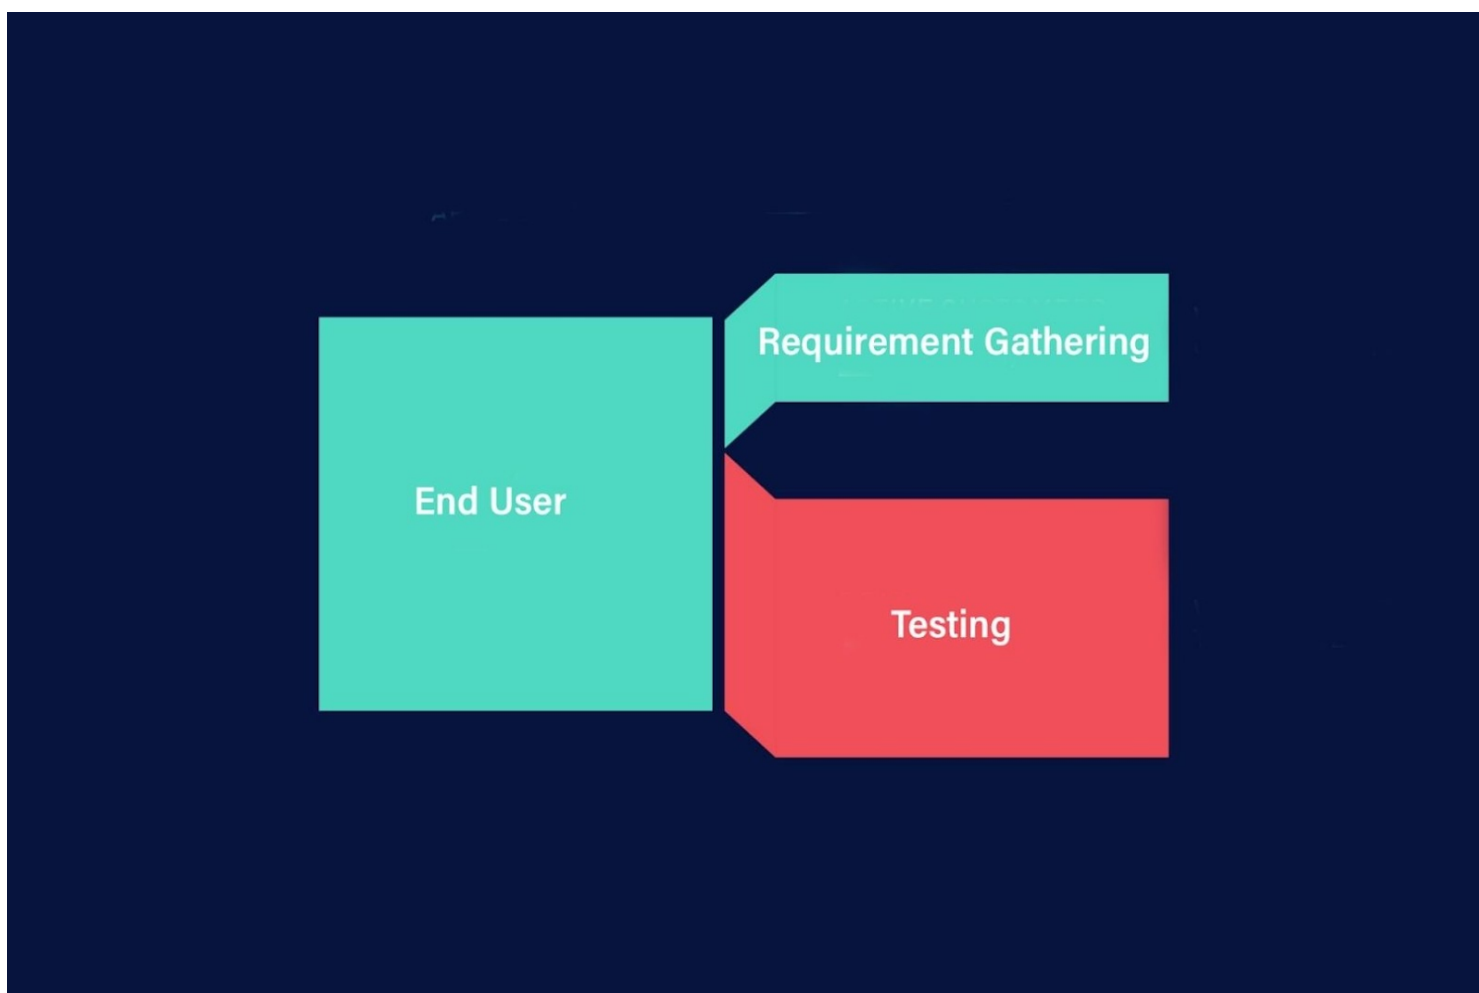 End User
Requirement Gathering
Testing